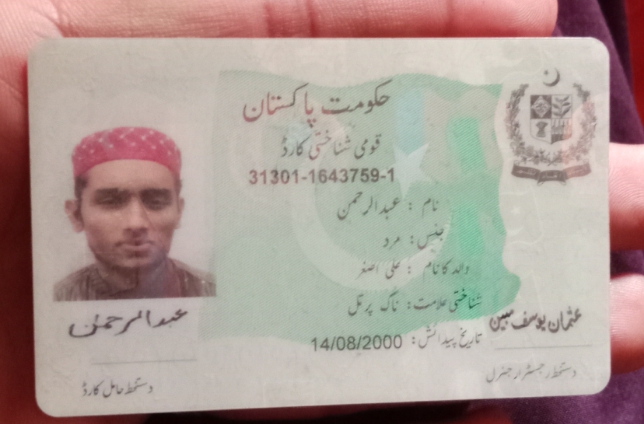 حکومت پاکستان
قومی شناختی کارڈ
31301-1643759-1
نام : عبدالرحمن
جنس: مرد
والد کا نام : علی اصغر
شناختی علامت: ناک پر تل
تاریخ پیدائش: 14/08/2000
عبدالرحمن
دستخط حامل کارڈ
عثمان یوسف مبین
دستخط رجسٹرار جنرل